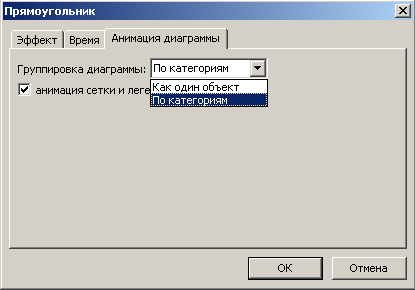 Прямоугольник
Эффект Время Анимация диаграммы
Группировка диаграммы: По категориям
Как один объект
анимация сетки и леге
По категориям
ОК Отмена